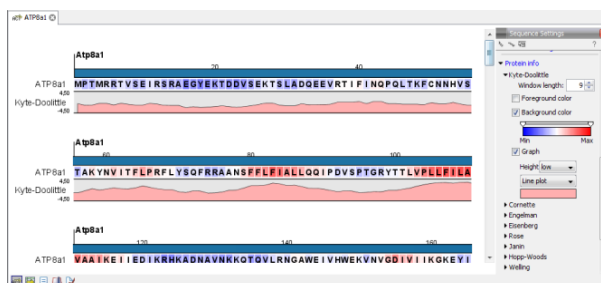 ATP8a1
Atp8a1
20
40
ATP8a1 MPTMRRTVSEIRSRAEGYEKTDDVSEKTSLADQEEVRTIFINQPQLTKFCNNHVS
4,50
Kyte-Doolittle
-4,50
Atp8a1
60
80
100
ATP8a1 TAKYNVITFLPRFLYSQFRRAANSFFLFIALLQQIPDVSPTGRYTTLVPLLFILA
4,50
Kyte-Doolittle
-4,50
Atp8a1
120
140
160
ATP8a1 VAAIKEIIEDIKRHKADNAVNKKQTQVLRNGAWEIVHWEKVNVGDIVIIKGKEYI
Sequence Settings
?
Protein info
Kyte-Doolittle
Window length: 9
Foreground color
Background color
Min Max
Graph
Height low
Line plot
Cornette
Engelman
Eisenberg
Rose
Janin
Hopp-Woods
Welling